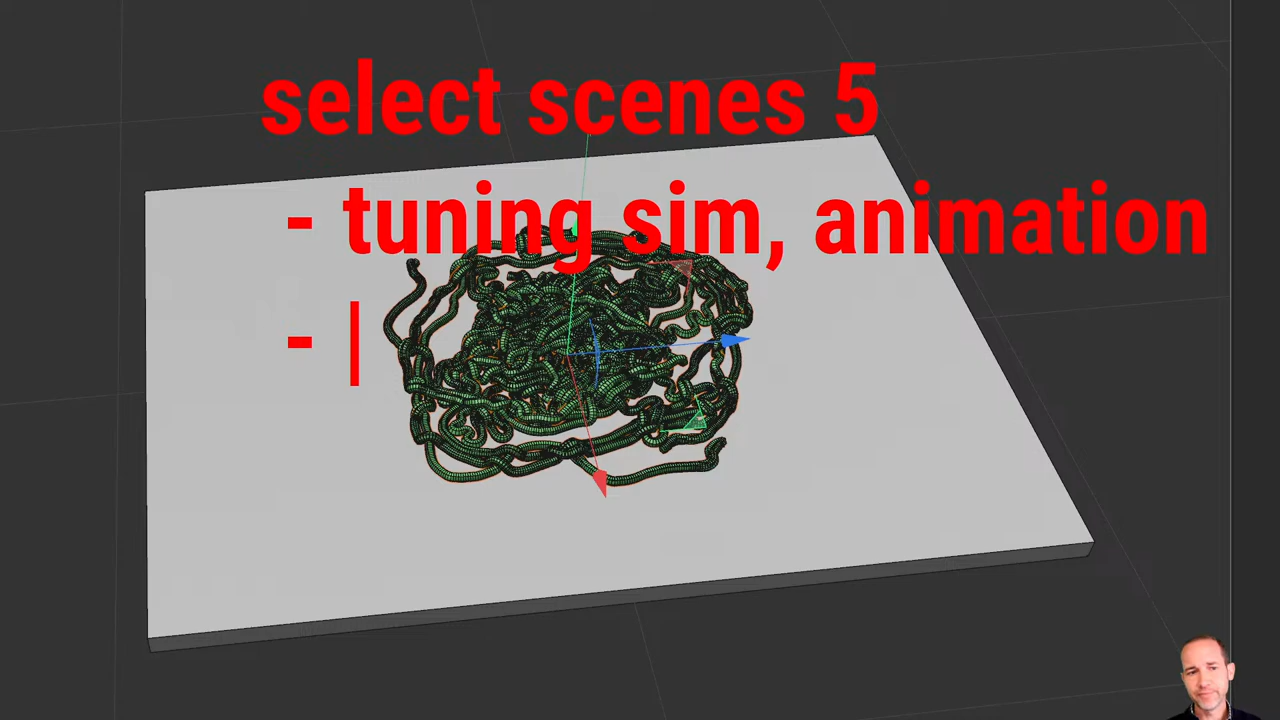 select scenes 5
- tuning sim, animation
- |